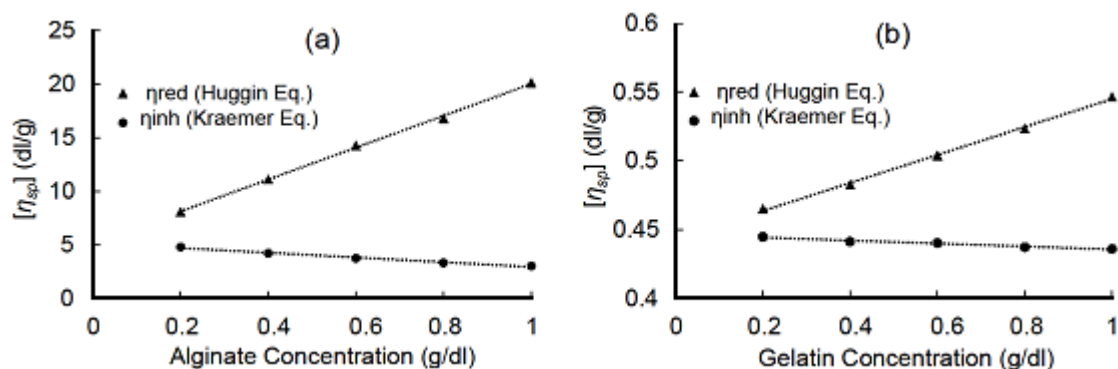 (a)
25
20
15
10
5
0
[ηsp] (dl/g)
ηred (Huggin Eq.)
ηinh (Kraemer Eq.)
0 0.2 0.4 0.6 0.8 1
Alginate Concentration (g/dl)
(b)
0.6
0.55
0.5
0.45
0.4
[ηsp] (dl/g)
ηred (Huggin Eq.)
ηinh (Kraemer Eq.)
0 0.2 0.4 0.6 0.8 1
Gelatin Concentration (g/dl)